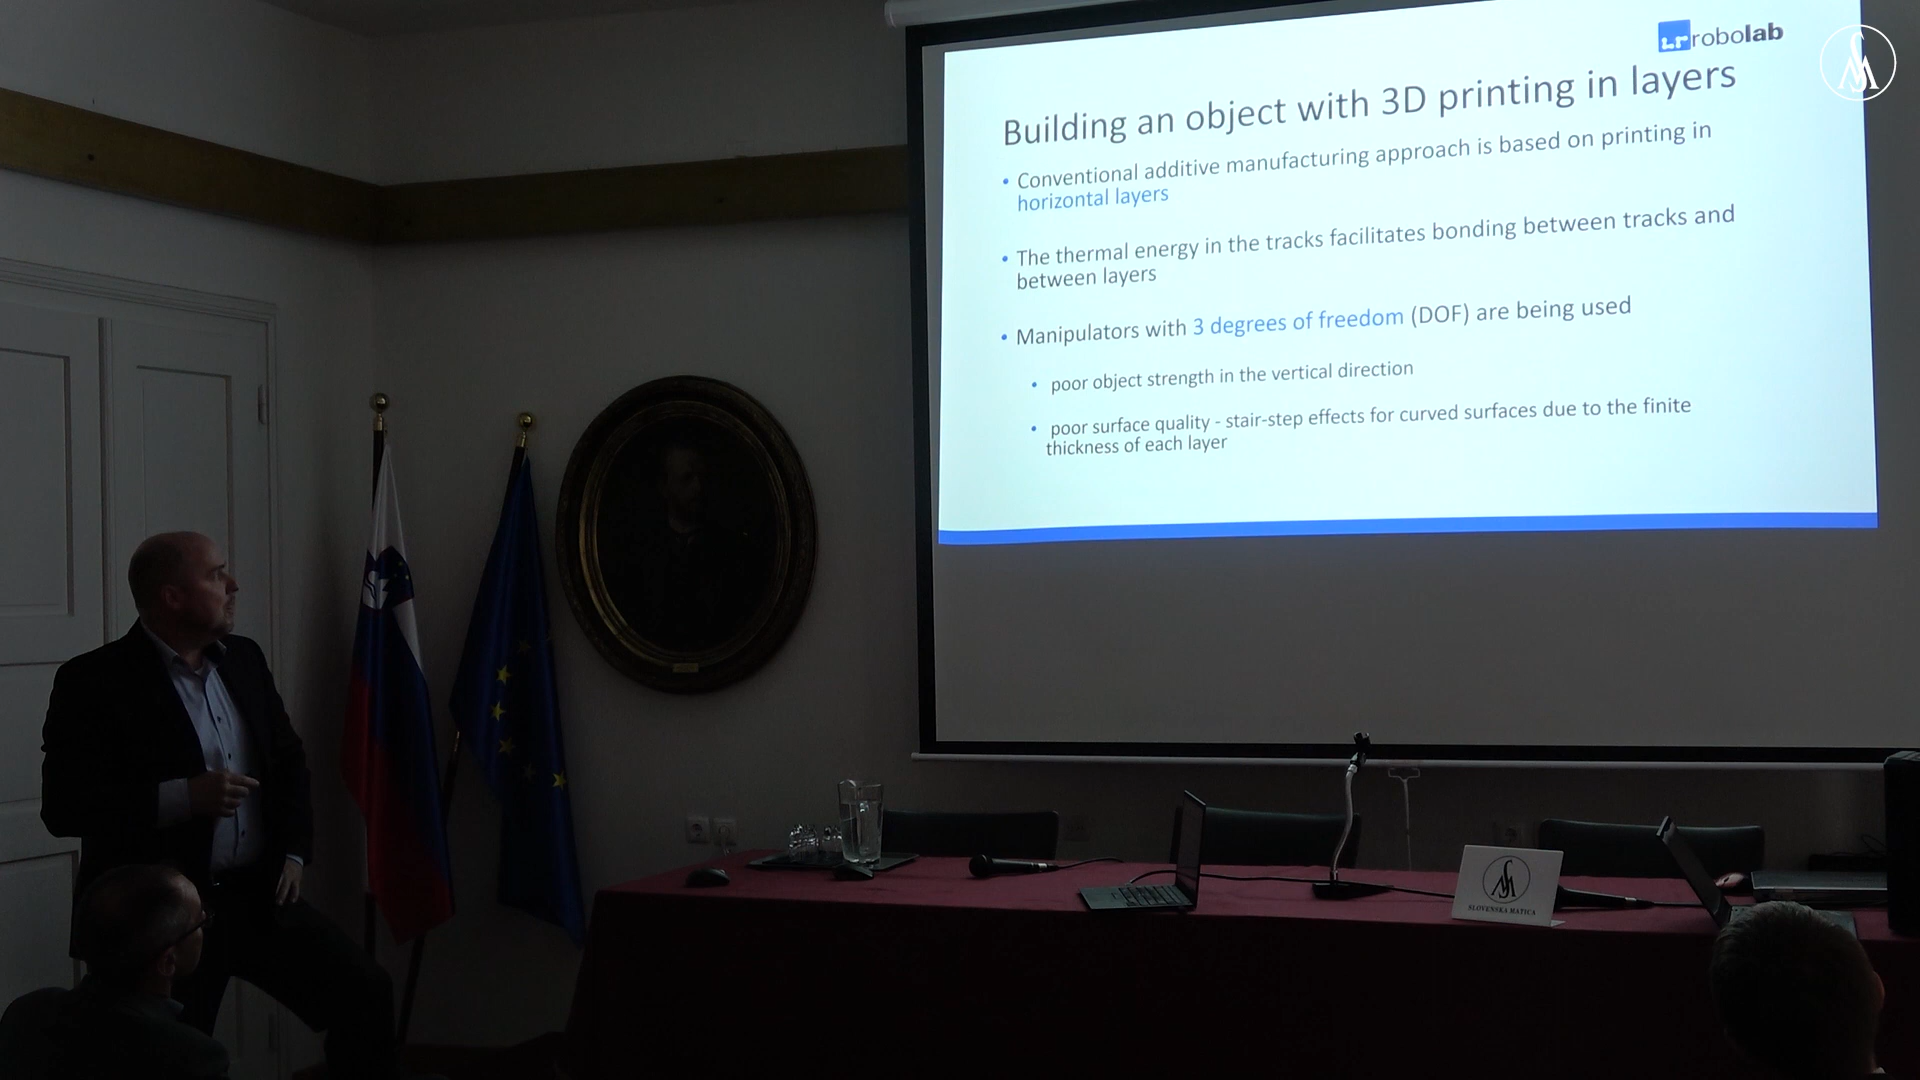 robolab
Building an object with 3D printing in layers
• Conventional additive manufacturing approach is based on printing in
horizontal layers
• The thermal energy in the tracks facilitates bonding between tracks and
between layers
• Manipulators with 3 degrees of freedom (DOF) are being used
• poor object strength in the vertical direction
• poor surface quality - stair-step effects for curved surfaces due to the finite
thickness of each layer
SLOVENSKA MATICA